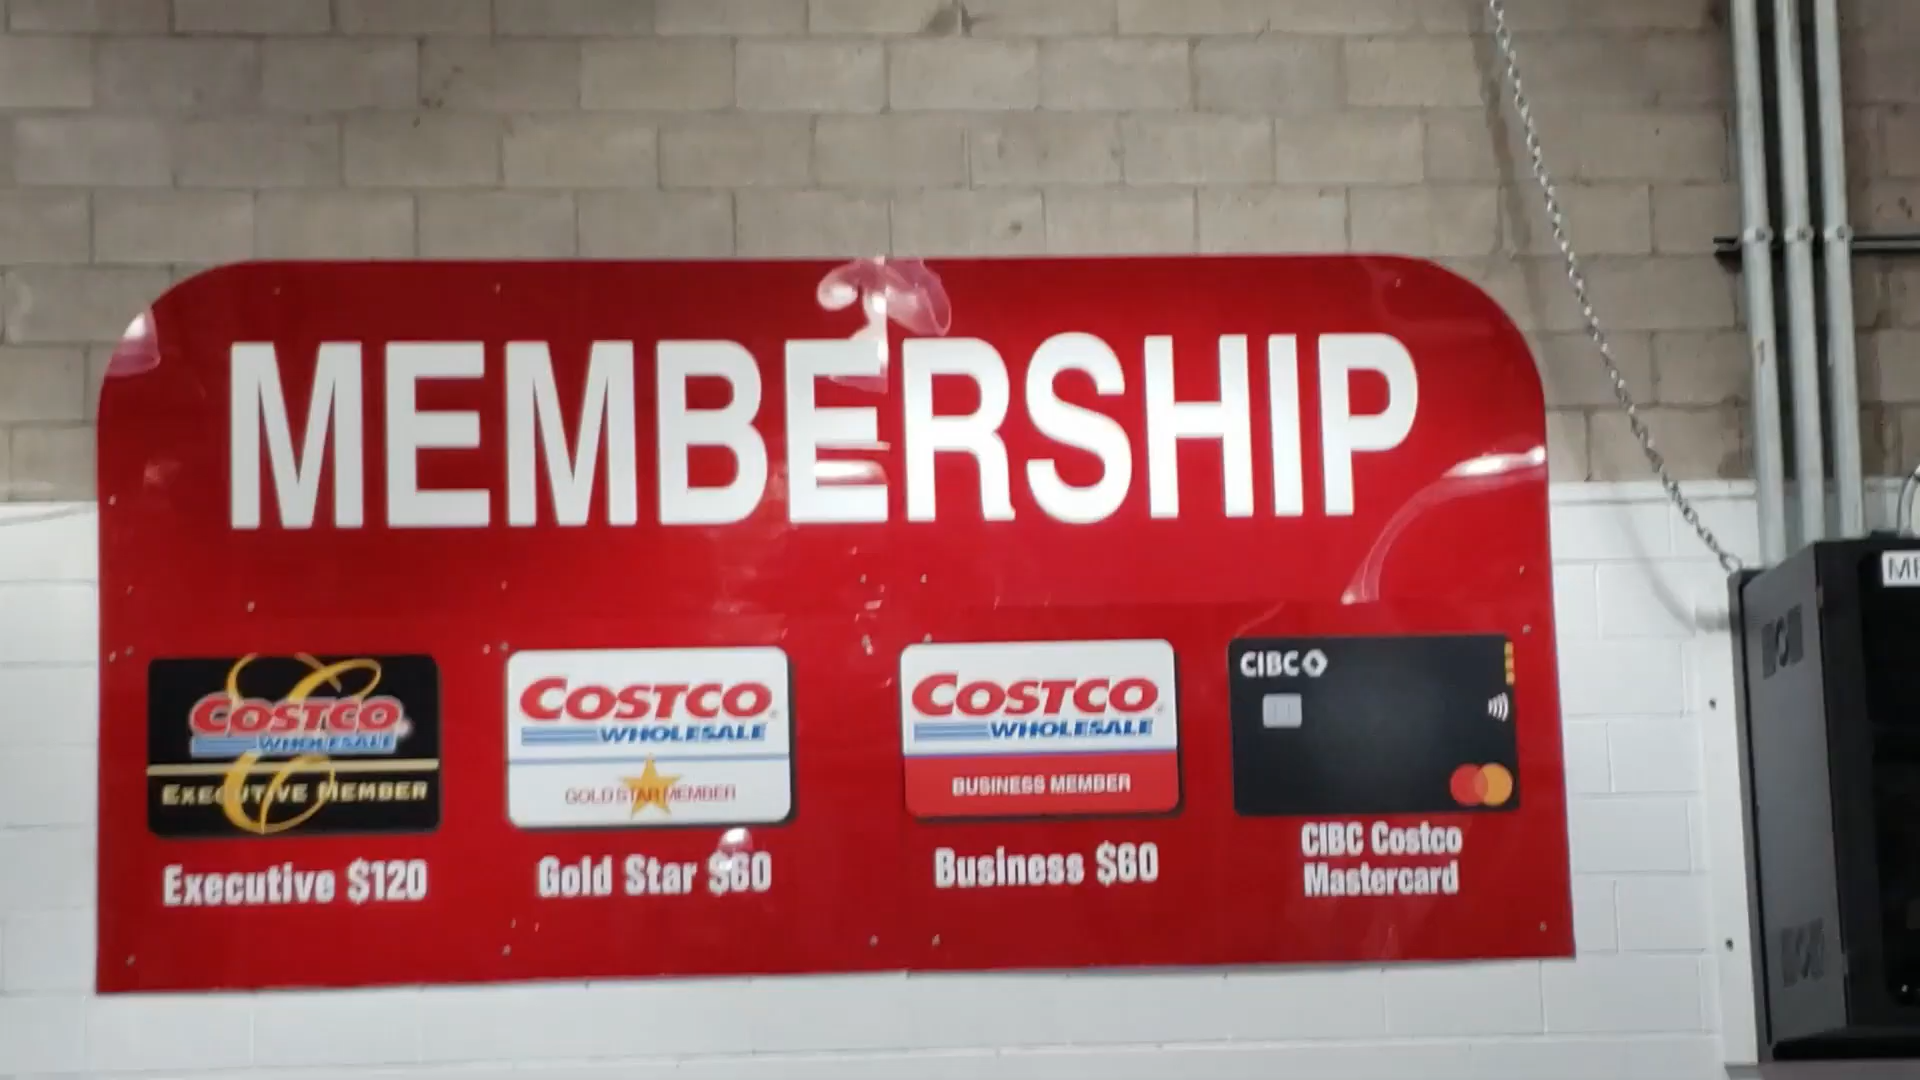 MEMBERSHIP
COSTCO
WHOLESALE
EXECUTIVE MEMBER
Executive $120
COSTCO
WHOLESALE
GOLD STAR MEMBER
Gold Star $60
COSTCO
WHOLESALE
BUSINESS MEMBER
Business $60
CIBC
CIBC Costco
Mastercard